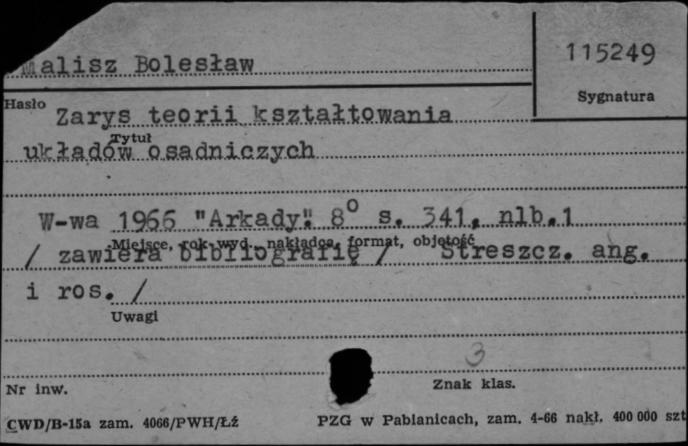 Malisz Bolesław
115249
Hasło
Sygnatura
Zarys teorii kształtowania
Tytuł
układów osadniczych
W-wa 1966 "Arkady". 8° s. 341, nlb.1
Miejsce, rok wyd., nakładca, format, objętość
/ zawiera bibliografię / Streszcz. ang.
i ros. /
Uwagi
3
Nr inw.
Znak klas.
CWD/B-15a zam. 4066/PWH/Łź
PZG w Pabianicach, zam. 4-66 nakł. 400 000 szt